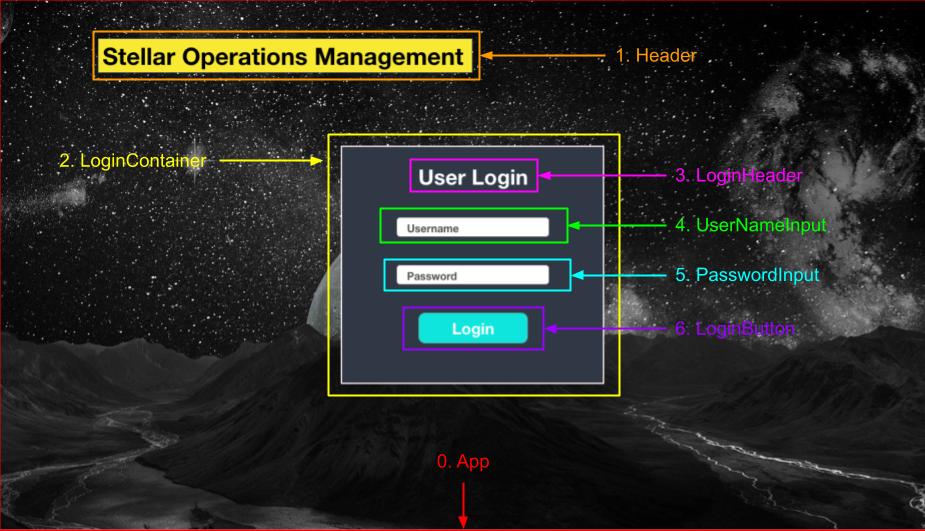 Stellar Operations Management
1: Header
2. LoginContainer
User Login
3. LoginHeader
Username
4. UserNameInput
Password
5. PasswordInput
Login
6: LoginButton
0. App